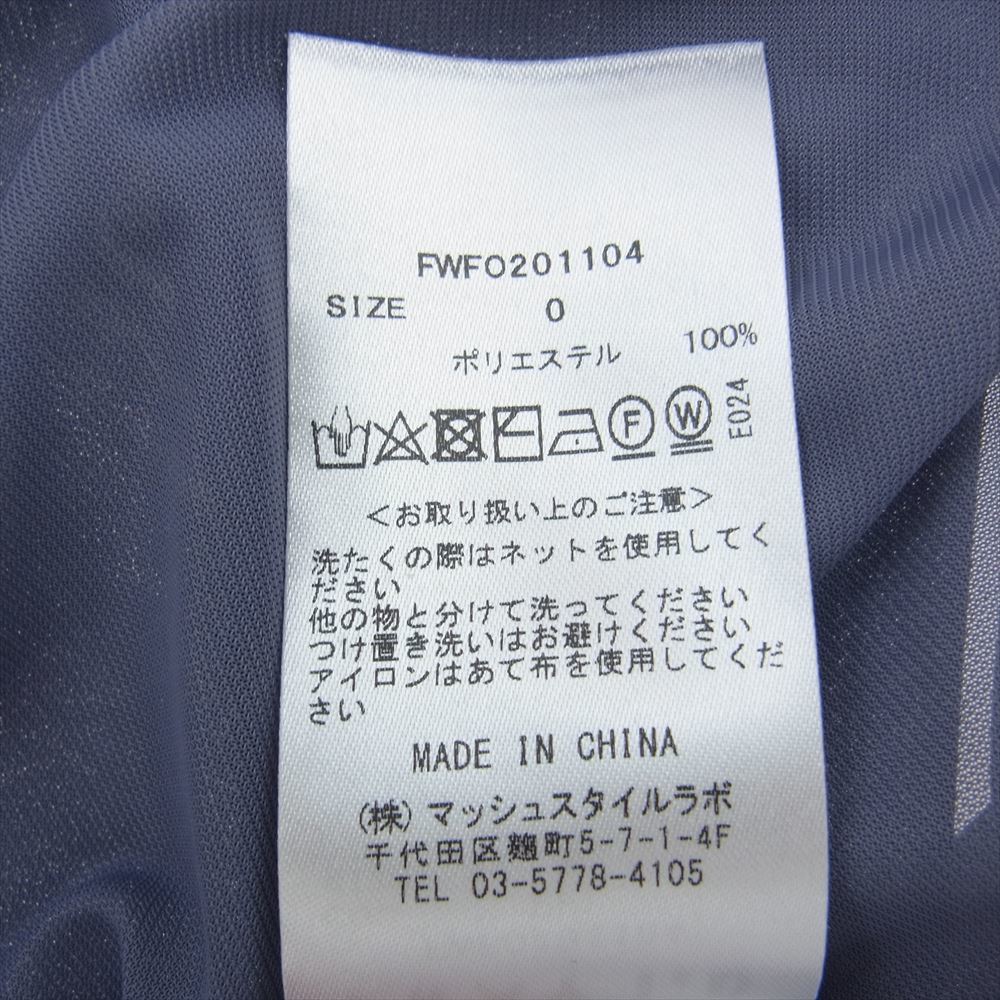 FWFO201104
SIZE 0
ポリエステル 100%
F W E024
<お取り扱い上のご注意>
洗たくの際はネットを使用してく
ださい
他の物と分けて洗ってください
つけ置き洗いはお避けください
アイロンはあて布を使用してくだ
さい
MADE IN CHINA
(株)マッシュスタイルラボ
千代田区麹町5-7-1-4F
TEL 03-5778-4105